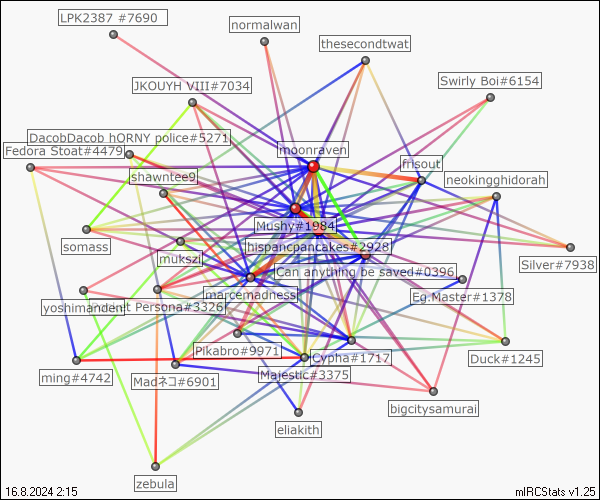 LPK2387 #7690
normalwan
thesecondtwat
Swirly Boi#6154
JKOUYH VIII#7034
DacobDacob hORNY police#5271
Fedora Stoat#4479
moonraven
frisout
shawntee9
neokingghidorah
Mushy#1984
somass
hispancpancakes#2928
mukszi
Can anything be saved#0396
Silver#7938
marcemadness
Eg.Master#1378
yoshimandent Persona#3326
Pikabro#9971
Cypha#1717
Duck#1245
ming#4742
Madネコ#6901
Majestic#3375
bigcitysamurai
eliakith
zebula
16.8.2024 2:15
mIRCStats v1.25